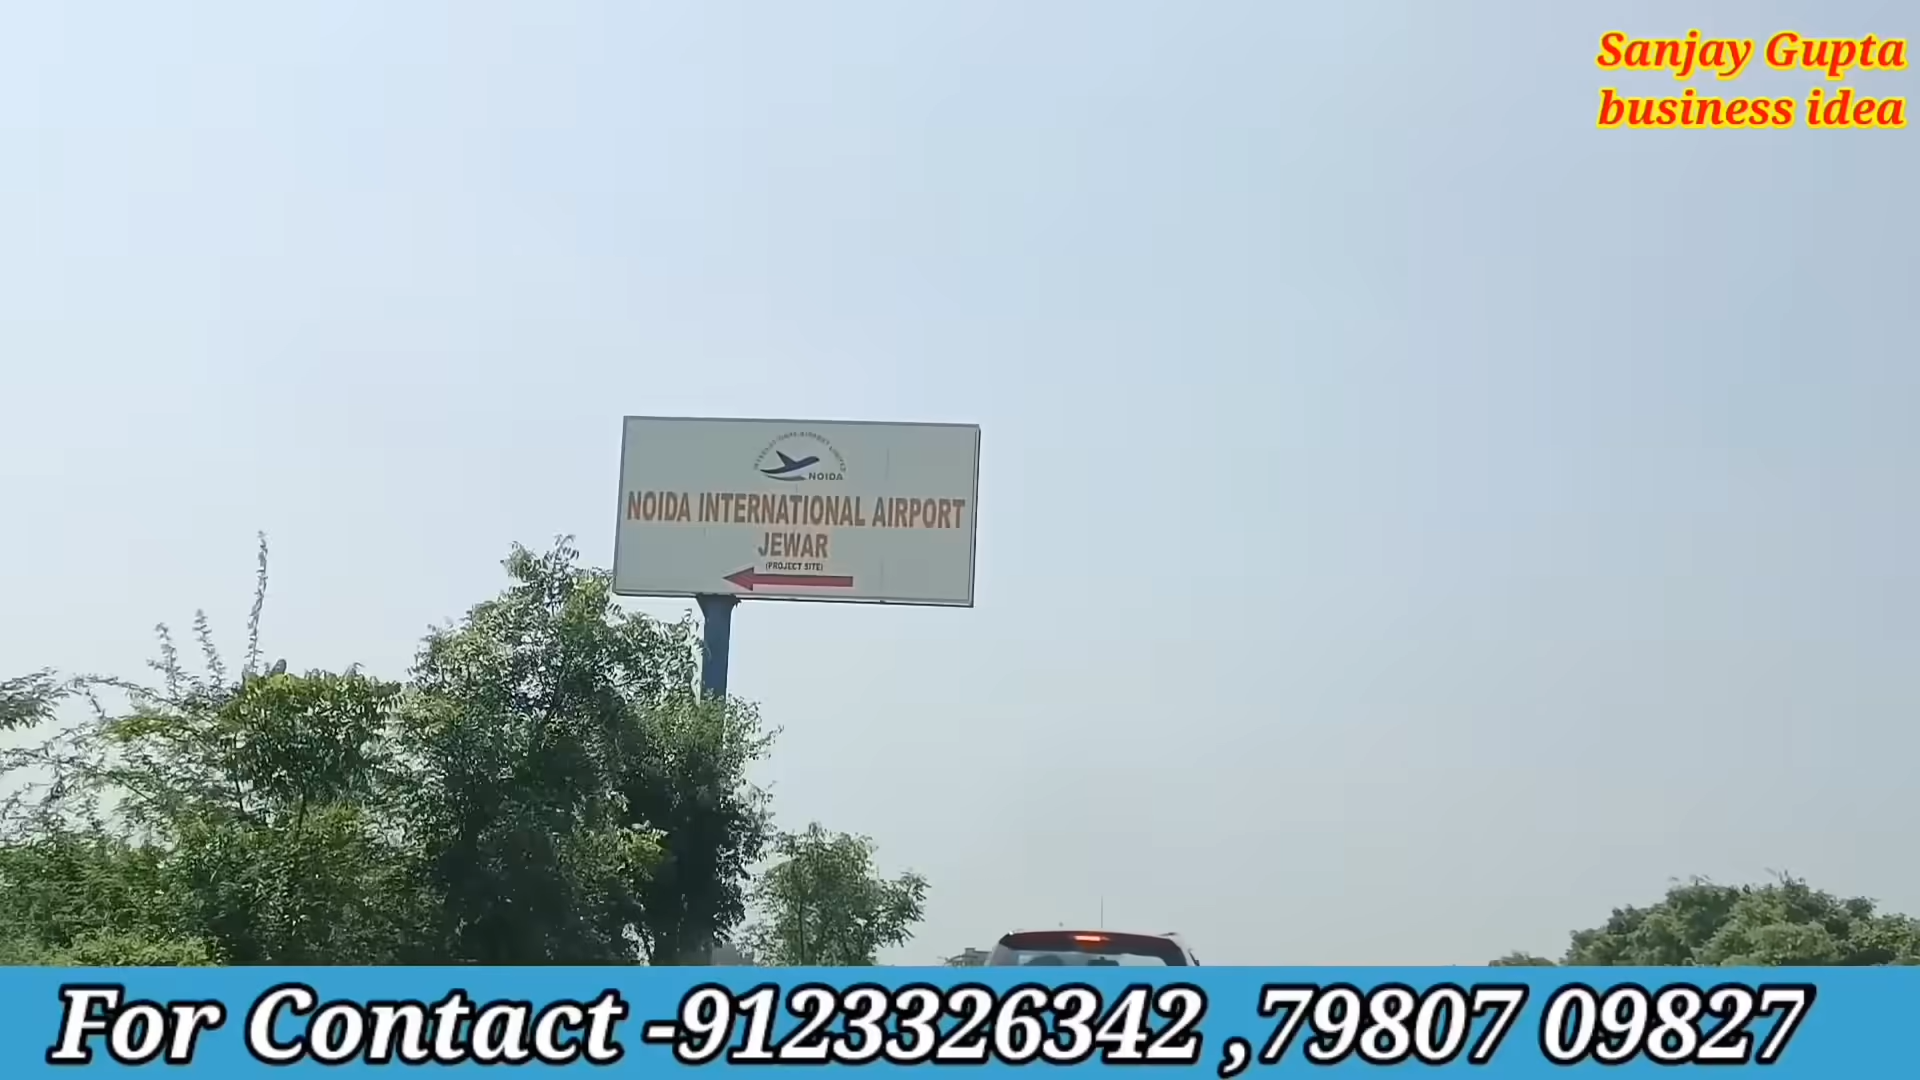 Sanjay Gupta
business idea
NOIDA
NOIDA INTERNATIONAL AIRPORT
JEWAR
(PROJECT SITE)
For Contact -9123326342 ,79807 09827